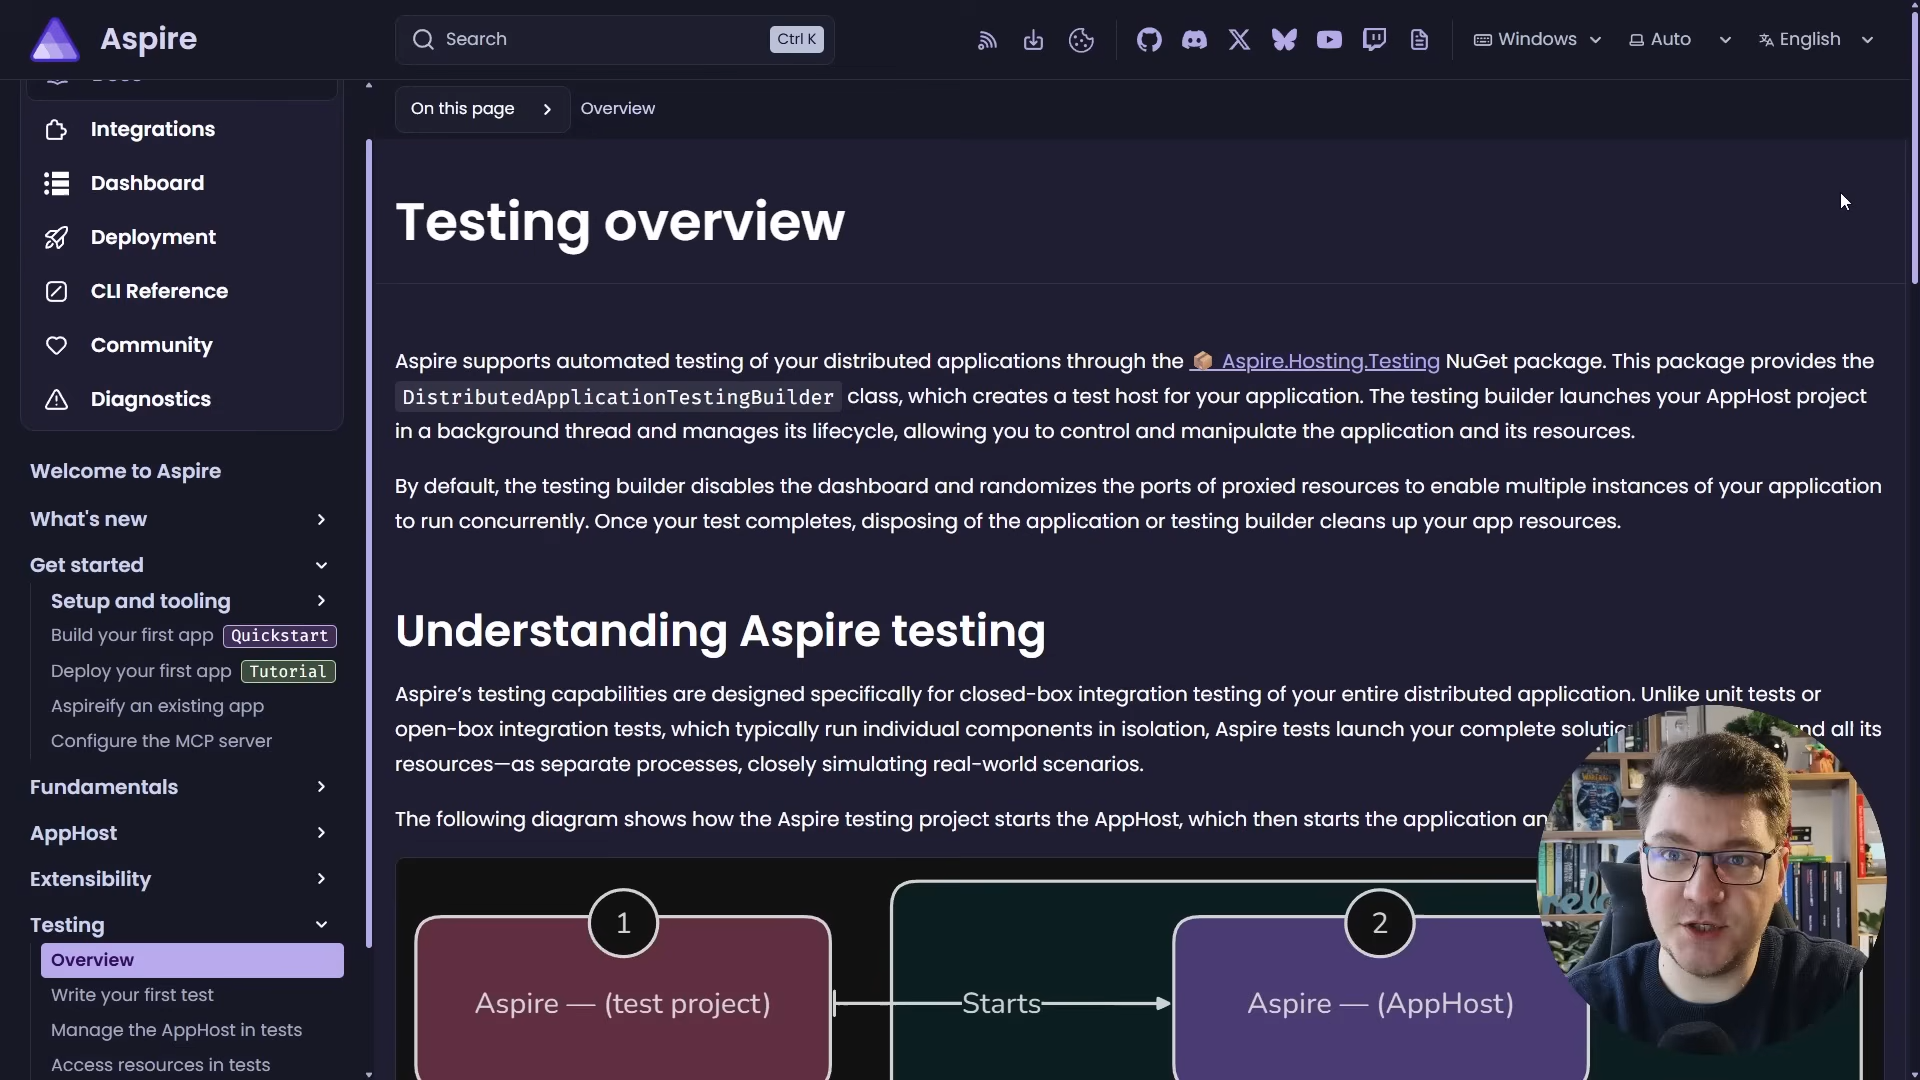 Aspire
Search
Ctrl K
Windows
Auto
English
Integrations
Dashboard
Deployment
CLI Reference
Community
Diagnostics
Welcome to Aspire
What's new
Get started
Setup and tooling
Build your first app Quickstart
Deploy your first app Tutorial
Aspireify an existing app
Configure the MCP server
Fundamentals
AppHost
Extensibility
Testing
Overview
Write your first test
Manage the AppHost in tests
Access resources in tests
On this page
Overview
Testing overview
Aspire supports automated testing of your distributed applications through the 📦 Aspire.Hosting.Testing NuGet package. This package provides the
DistributedApplicationTestingBuilder class, which creates a test host for your application. The testing builder launches your AppHost project
in a background thread and manages its lifecycle, allowing you to control and manipulate the application and its resources.
By default, the testing builder disables the dashboard and randomizes the ports of proxied resources to enable multiple instances of your application
to run concurrently. Once your test completes, disposing of the application or testing builder cleans up your app resources.
Understanding Aspire testing
Aspire’s testing capabilities are designed specifically for closed-box integration testing of your entire distributed application. Unlike unit tests or
open-box integration tests, which typically run individual components in isolation, Aspire tests launch your complete all its
resources—as separate processes, closely simulating real-world scenarios.
The following diagram shows how the Aspire testing project starts the AppHost, which then starts the application
1
Aspire — (test project)
Starts
2
Aspire — (AppHost)